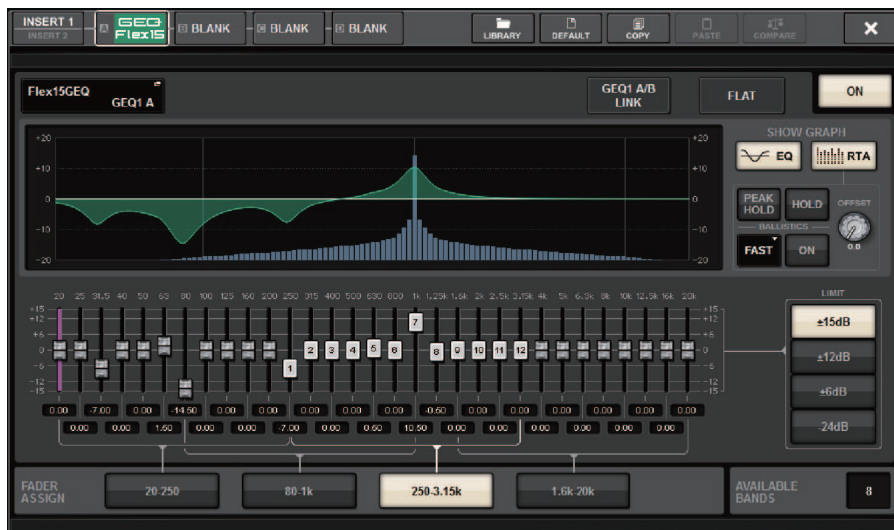 INSERT 1
INSERT 2
A GEQ Flex15
B BLANK
C BLANK
D BLANK
LIBRARY
DEFAULT
COPY
PASTE
COMPARE
×
Flex15GEQ
GEQ1 A
GEQ1 A/B LINK
FLAT
ON
SHOW GRAPH
EQ
RTA
PEAK HOLD
HOLD
OFFSET
0.0
BALLISTICS
FAST
ON
+20 +20
+10 +10
0 0
-10 -10
-20 -20
20 25 31.5 40 50 63 80 100 125 160 200 250 315 400 500 630 800 1k 1.25k 1.6k 2k 2.5k 3.15k 4k 5k 6.3k 8k 10k 12.5k 16k 20k
+15 +15
+12 +12
+6 +6
0 0
-6 -6
-12 -12
-15 -15
1 2 3 4 5 6 7 8 9 10 11 12
0.00 -7.00 0.00 -14.50 0.00 0.00 0.00 0.00 0.00 -0.50 0.00 0.00 0.00 0.00 0.00 0.00
0.00 0.00 1.50 0.00 0.00 -7.00 0.00 0.50 10.50 0.00 0.00 0.00 0.00 0.00 0.00
LIMIT
±15dB
±12dB
±6dB
-24dB
FADER ASSIGN
20-250
80-1k
250-3.15k
1.6k-20k
AVAILABLE BANDS
8